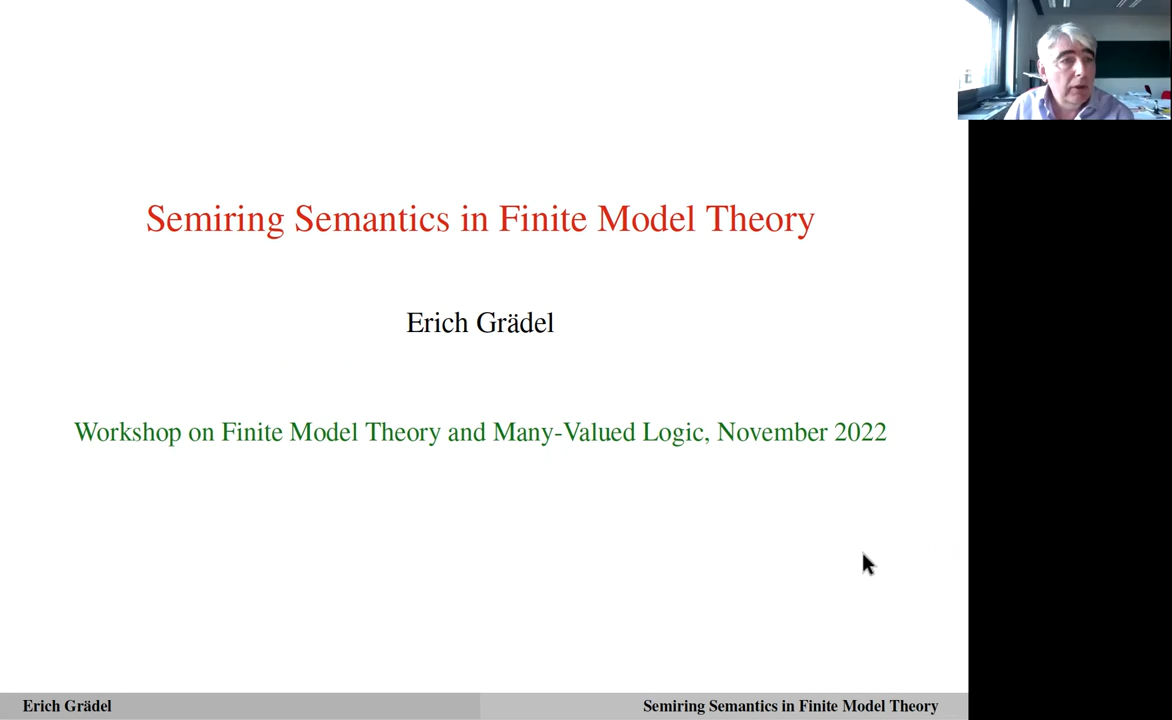 Semiring Semantics in Finite Model Theory
Erich Grädel
Workshop on Finite Model Theory and Many-Valued Logic, November 2022
Erich Grädel
Semiring Semantics in Finite Model Theory